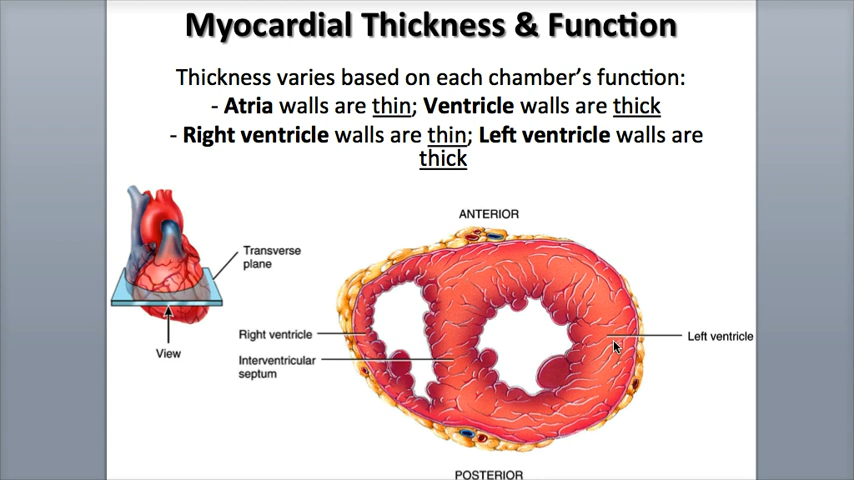 Myocardial Thickness & Function
Thickness varies based on each chamber's function:
- Atria walls are thin; Ventricle walls are thick
- Right ventricle walls are thin; Left ventricle walls are
thick
ANTERIOR
Transverse
plane
View
Right ventricle
Interventricular
septum
Left ventricle
POSTERIOR